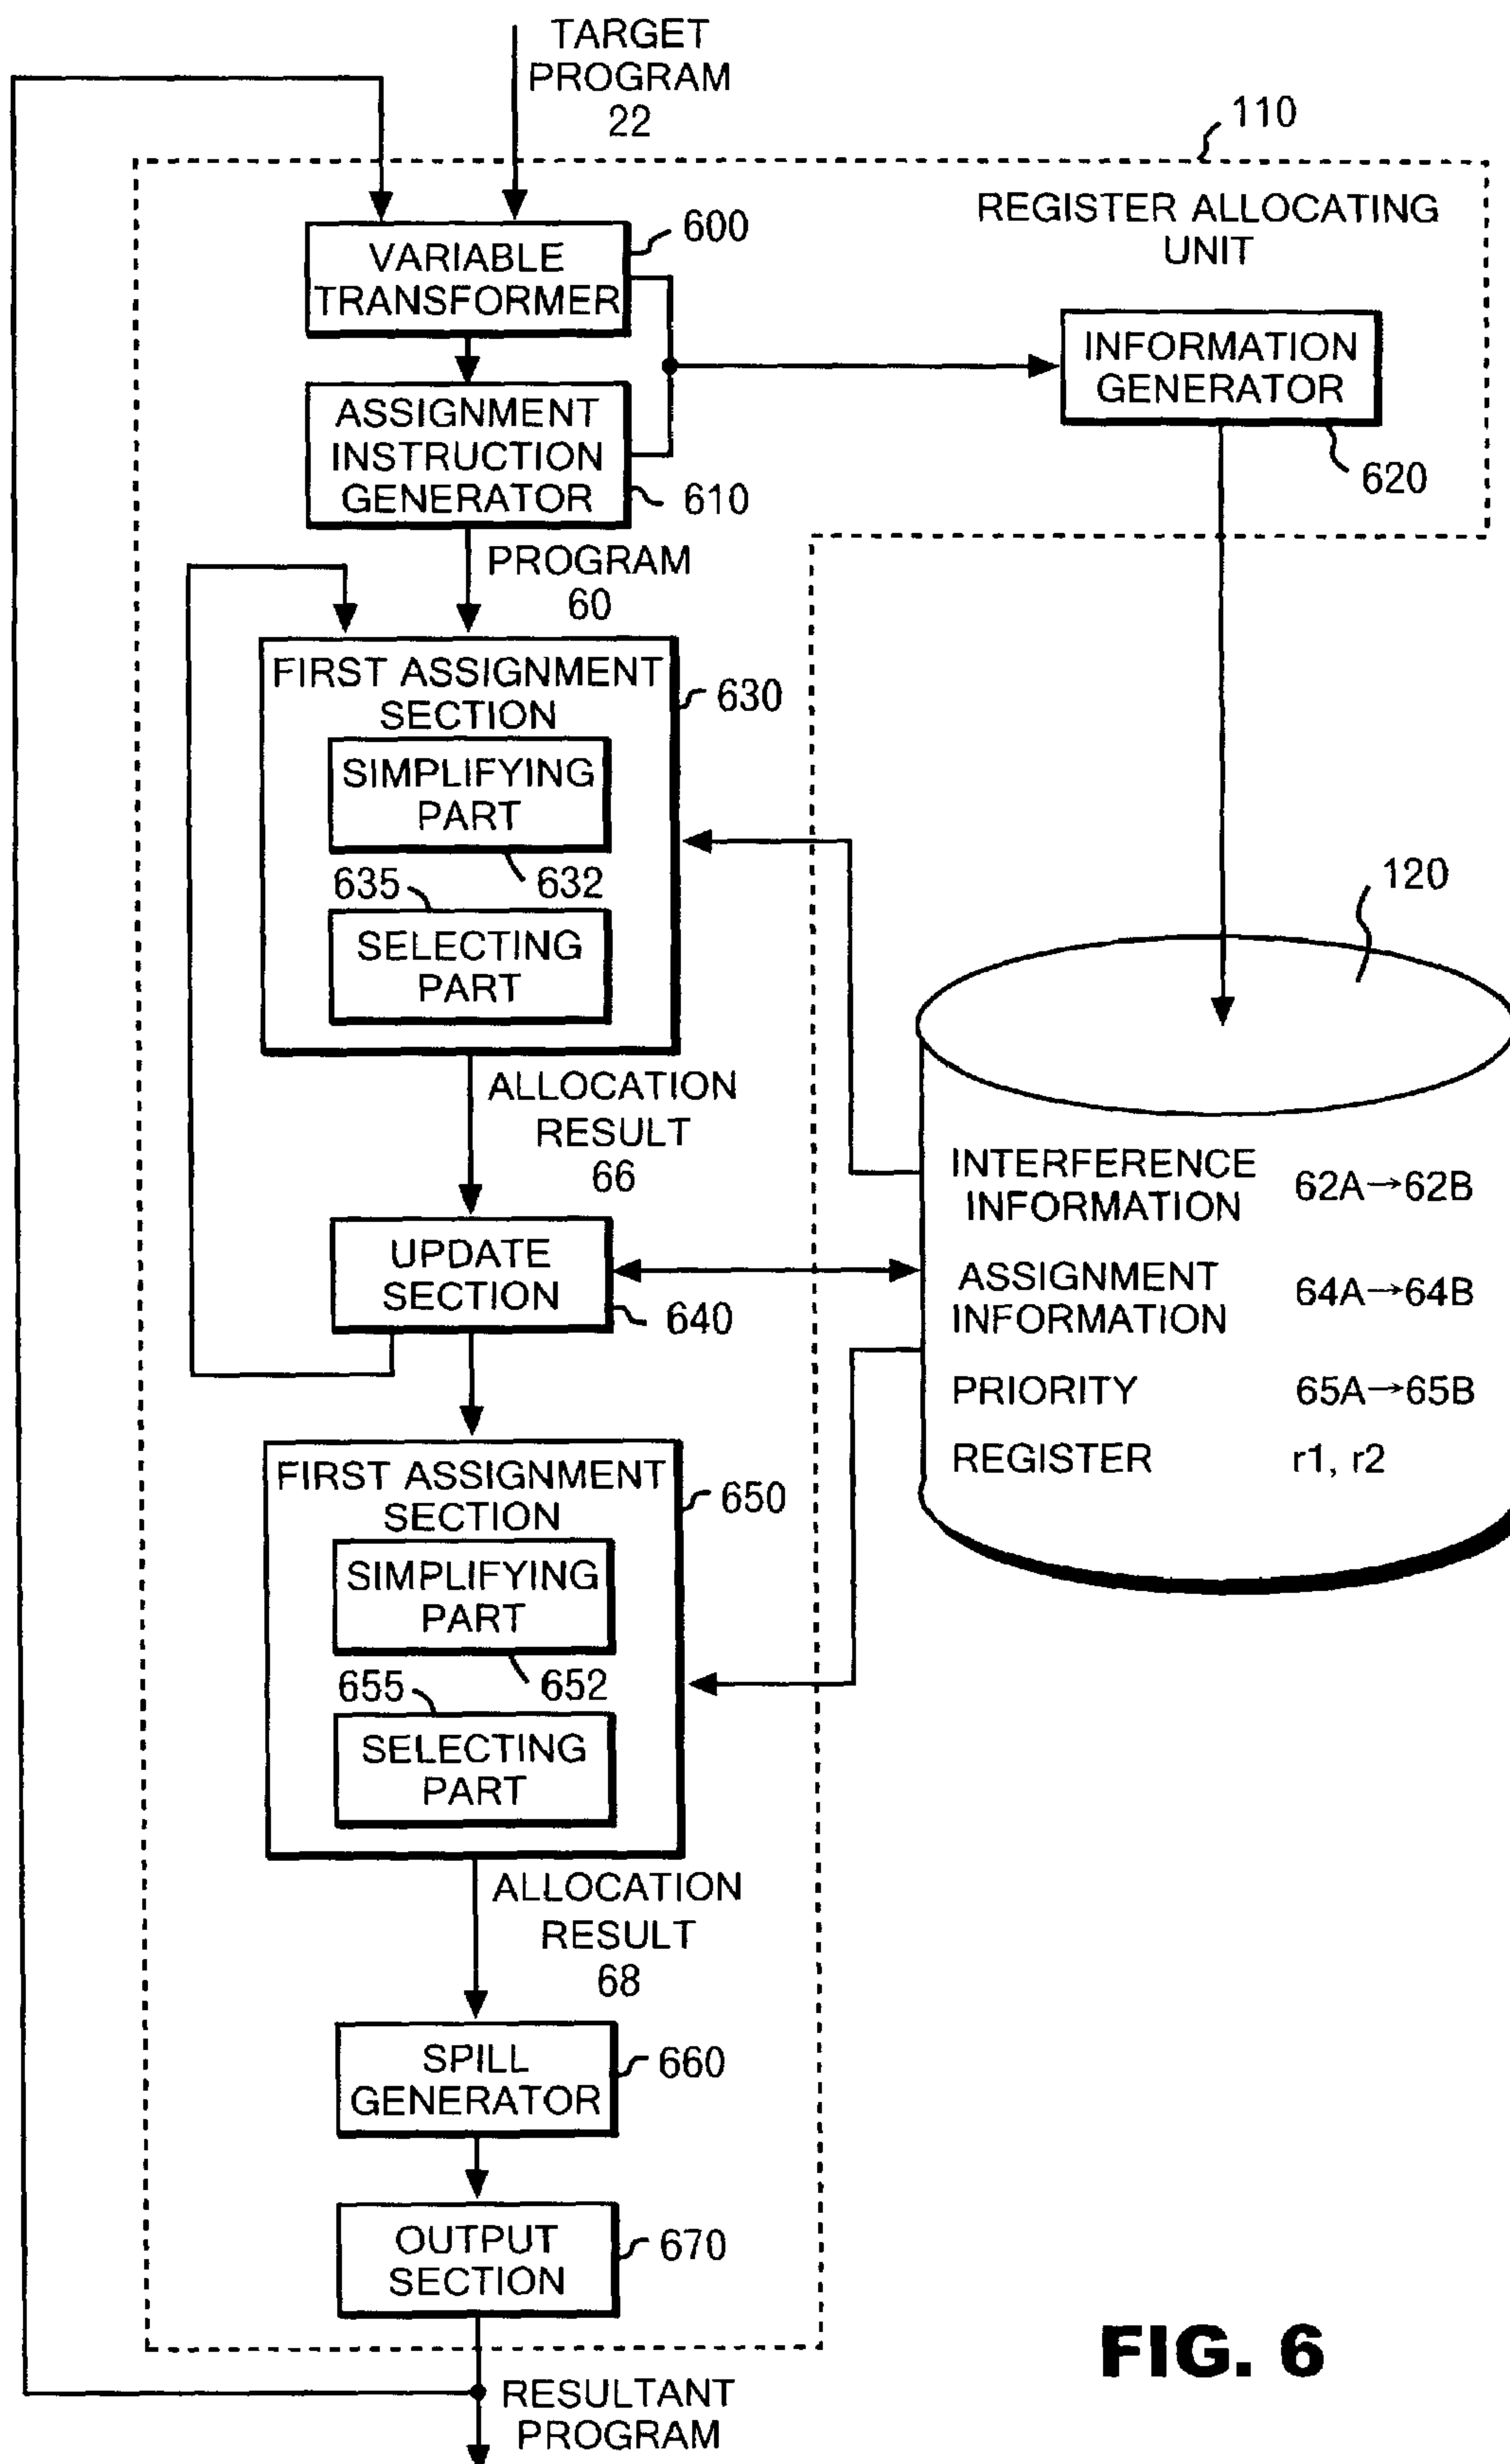 TARGET
PROGRAM
22
110
REGISTER ALLOCATING
UNIT
VARIABLE
TRANSFORMER
600
ASSIGNMENT
INSTRUCTION
GENERATOR
610
INFORMATION
GENERATOR
620
PROGRAM
60
FIRST ASSIGNMENT
SECTION
630
SIMPLIFYING
PART
632
635
SELECTING
PART
120
ALLOCATION
RESULT
66
INTERFERENCE
INFORMATION
62A→62B
ASSIGNMENT
INFORMATION
64A→64B
PRIORITY
65A→65B
REGISTER
r1, r2
UPDATE
SECTION
640
FIRST ASSIGNMENT
SECTION
650
SIMPLIFYING
PART
652
655
SELECTING
PART
ALLOCATION
RESULT
68
SPILL
GENERATOR
660
OUTPUT
SECTION
670
RESULTANT
PROGRAM
FIG. 6